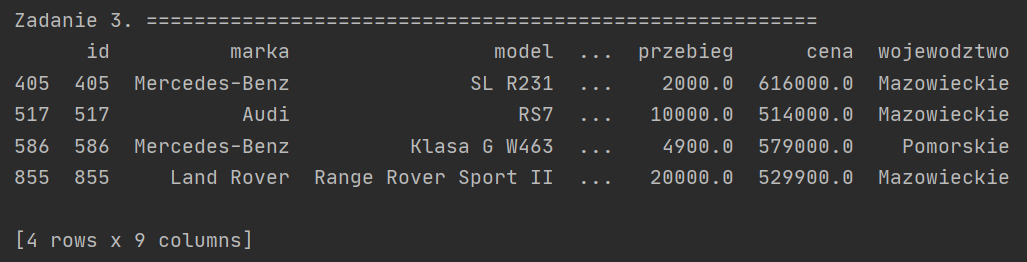 Zadanie 3. ========================================================
      id         marka                 model  ...  przebieg      cena  wojewodztwo
405  405  Mercedes-Benz               SL R231  ...    2000.0  616000.0  Mazowieckie
517  517           Audi                   RS7  ...   10000.0  514000.0  Mazowieckie
586  586  Mercedes-Benz          Klasa G W463  ...    4900.0  579000.0    Pomorskie
855  855     Land Rover  Range Rover Sport II  ...   20000.0  529900.0  Mazowieckie
[4 rows x 9 columns]